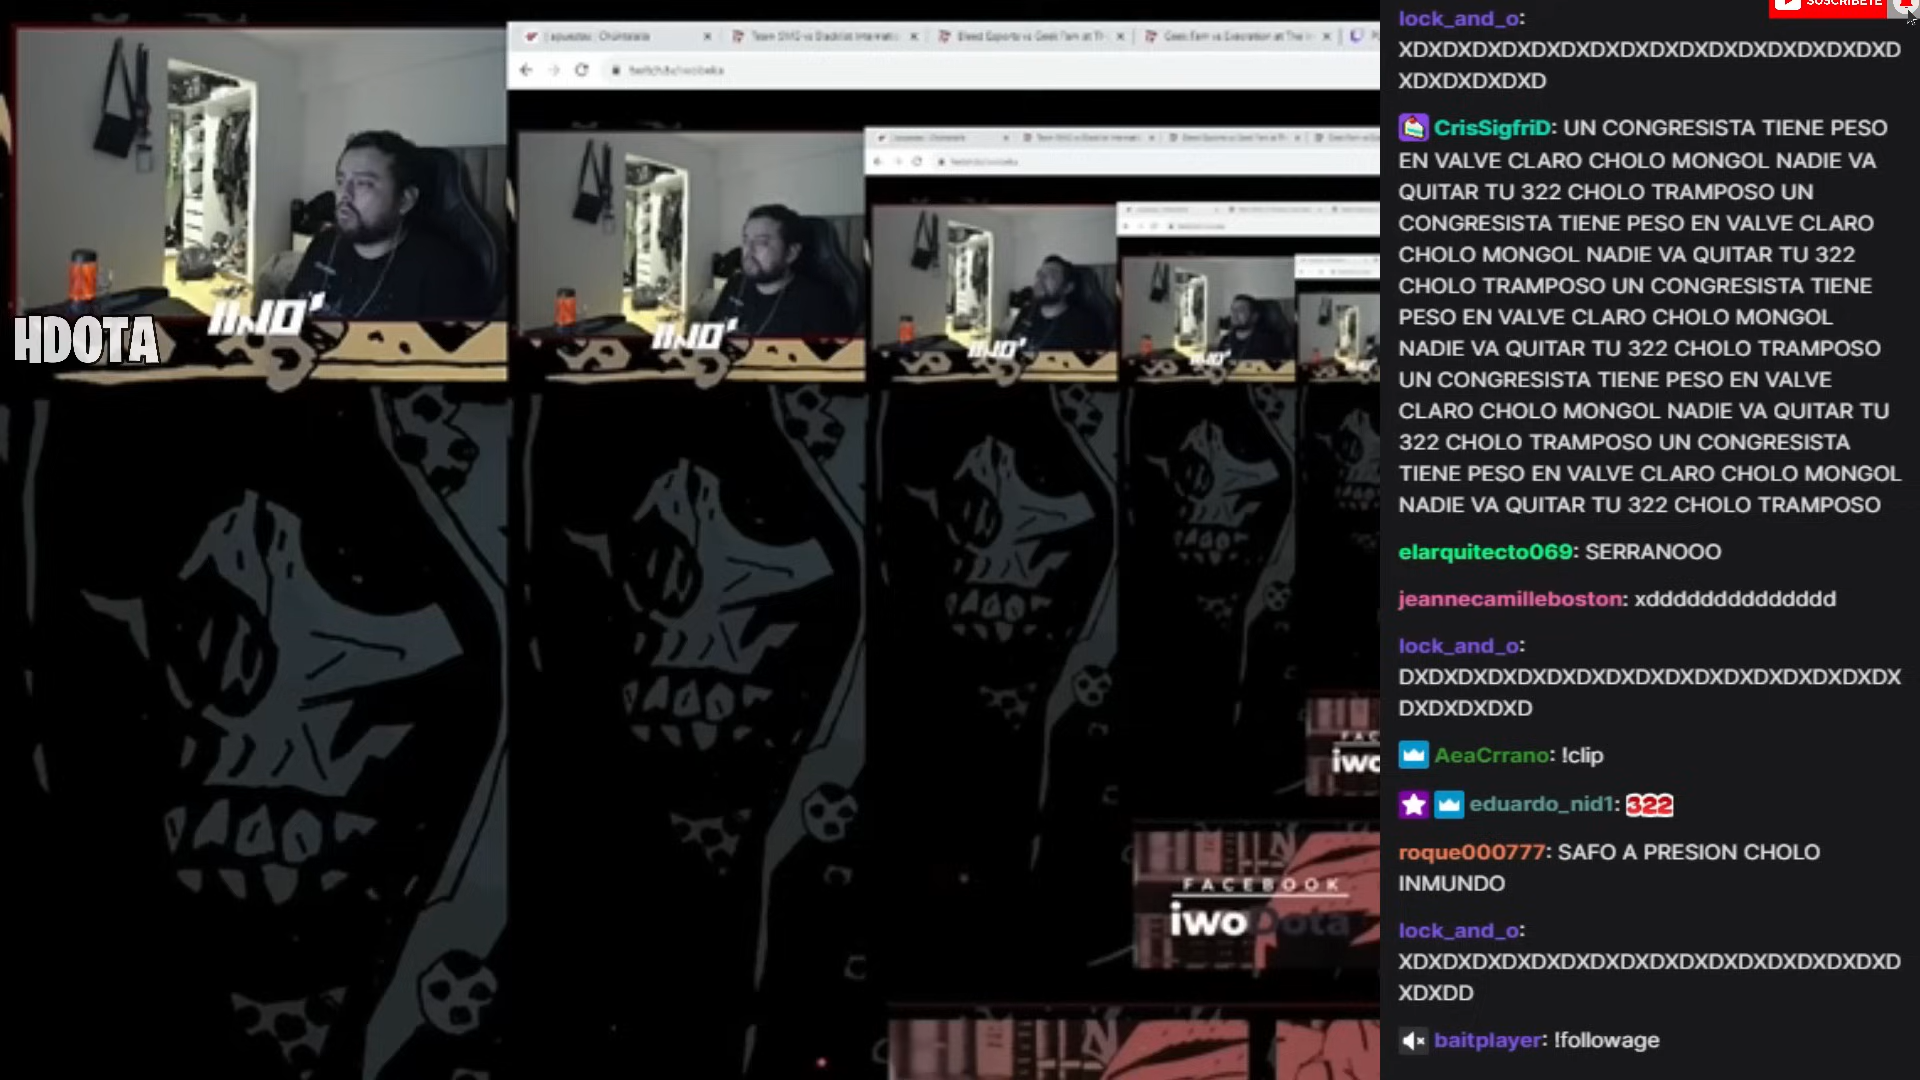 SUSCRIBETE
HDOTA
FACEBOOK
iwoDota
lock_and_o:
XDXDXDXDXDXDXDXDXDXDXDXDXDXDXDXDXD
XDXDXDXDXD
CrisSigfriD: UN CONGRESISTA TIENE PESO
EN VALVE CLARO CHOLO MONGOL NADIE VA
QUITAR TU 322 CHOLO TRAMPOSO UN
CONGRESISTA TIENE PESO EN VALVE CLARO
CHOLO MONGOL NADIE VA QUITAR TU 322
CHOLO TRAMPOSO UN CONGRESISTA TIENE
PESO EN VALVE CLARO CHOLO MONGOL
NADIE VA QUITAR TU 322 CHOLO TRAMPOSO
UN CONGRESISTA TIENE PESO EN VALVE
CLARO CHOLO MONGOL NADIE VA QUITAR TU
322 CHOLO TRAMPOSO UN CONGRESISTA
TIENE PESO EN VALVE CLARO CHOLO MONGOL
NADIE VA QUITAR TU 322 CHOLO TRAMPOSO
elarquitecto069: SERRANOOO
jeannecamilleboston: xdddddddddddddd
lock_and_o:
DXDXDXDXDXDXDXDXDXDXDXDXDXDXDXDXDX
DXDXDXDXD
AeaCrrano: !clip
eduardo_nid1: 322
roque000777: SAFO A PRESION CHOLO
INMUNDO
lock_and_o:
XDXDXDXDXDXDXDXDXDXDXDXDXDXDXDXDXD
XDXDD
baitplayer: !followage